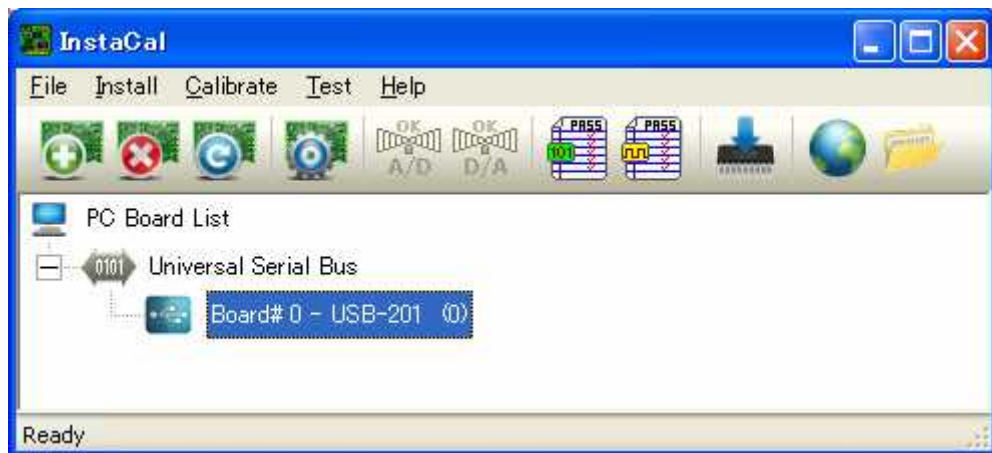 InstaCal
File Install Calibrate Test Help
OK A/D OK D/A PASS 101 PASS
PC Board List
0101 Universal Serial Bus
Board# 0 - USB-201 (0)
Ready